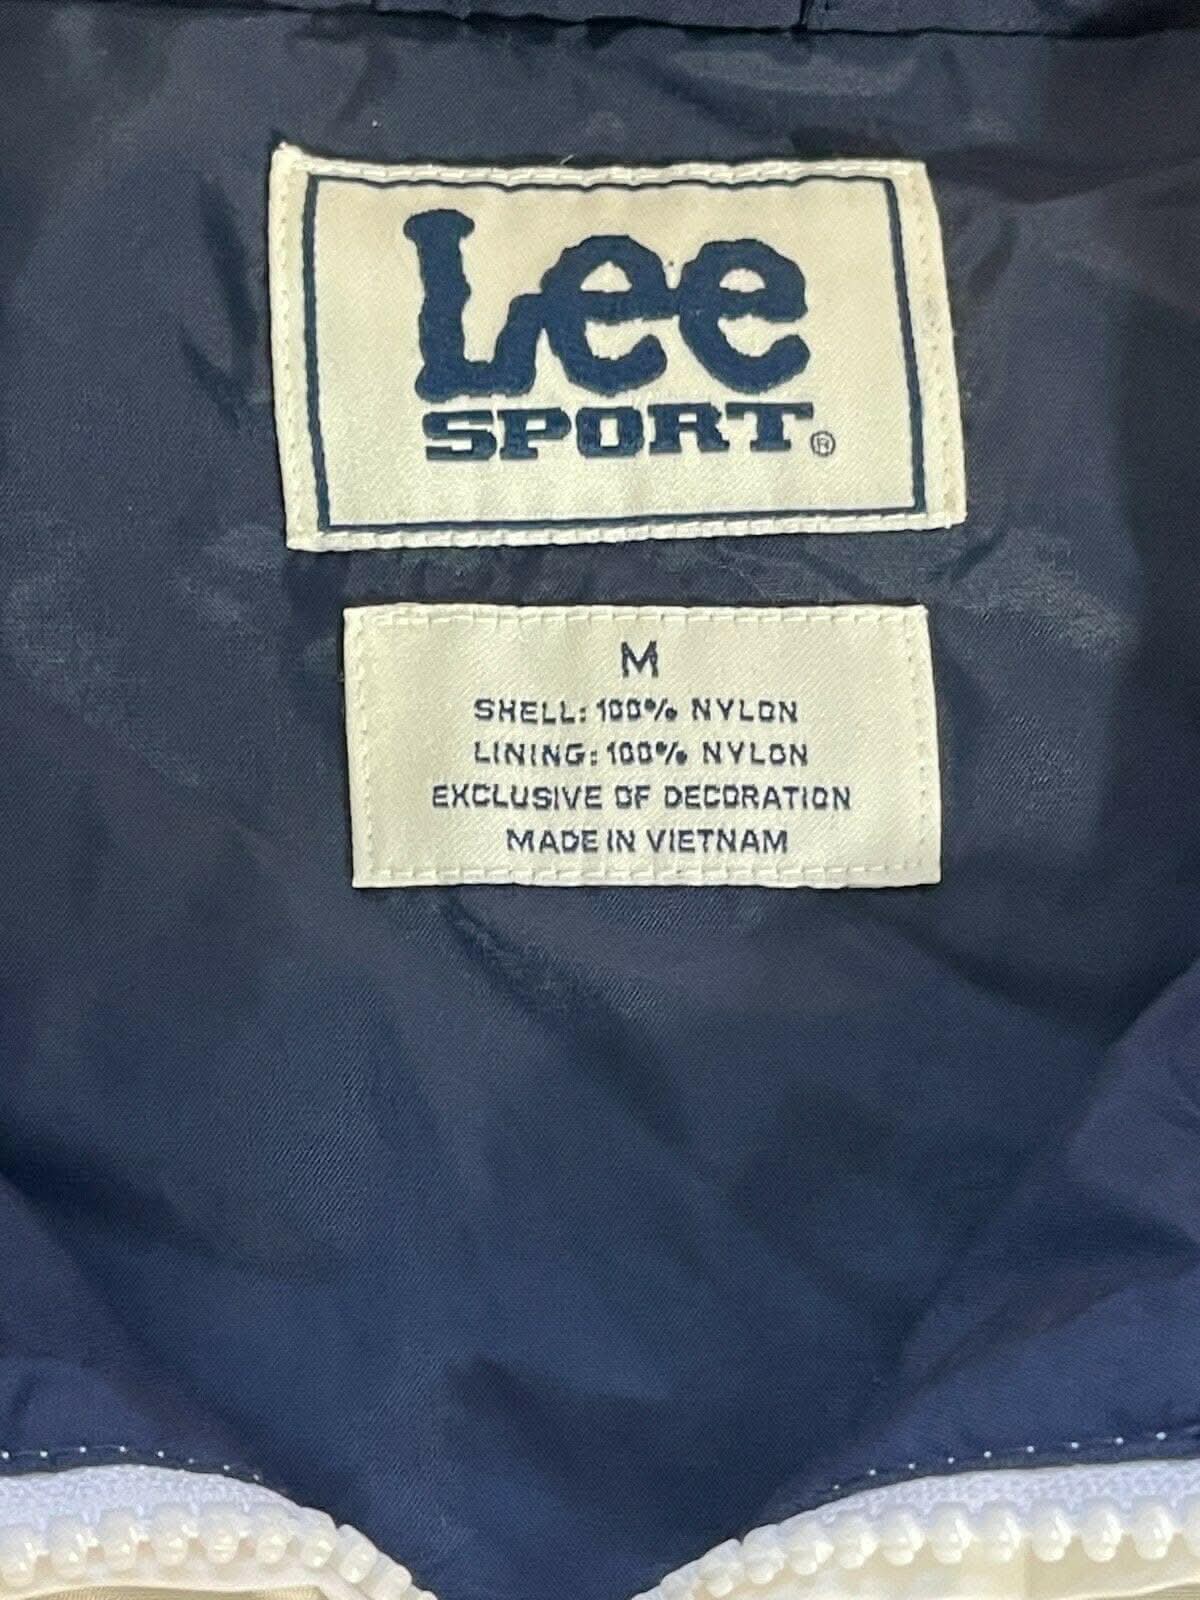 Lee
SPORT®
M
SHELL: 100% NYLON
LINING: 100% NYLON
EXCLUSIVE OF DECORATION
MADE IN VIETNAM